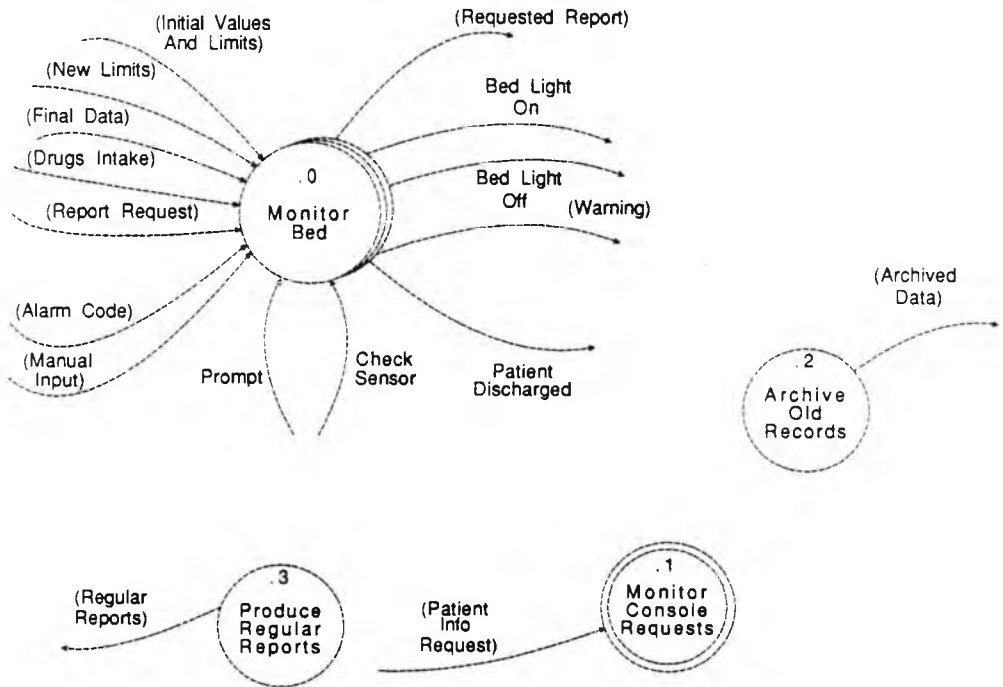 (Initial Values
And Limits)
(Requested Report)
(New Limits)
Bed Light
On
(Final Data)
(Drugs Intake)
.0
Monitor
Bed
Bed Light
Off
(Warning)
(Report Request)
(Archived
Data)
(Alarm Code)
(Manual
Input)
Prompt
Check
Sensor
Patient
Discharged
.2
Archive
Old
Records
.3
Produce
Regular
Reports
(Regular
Reports)
(Patient
Info
Request)
.1
Monitor
Console
Requests